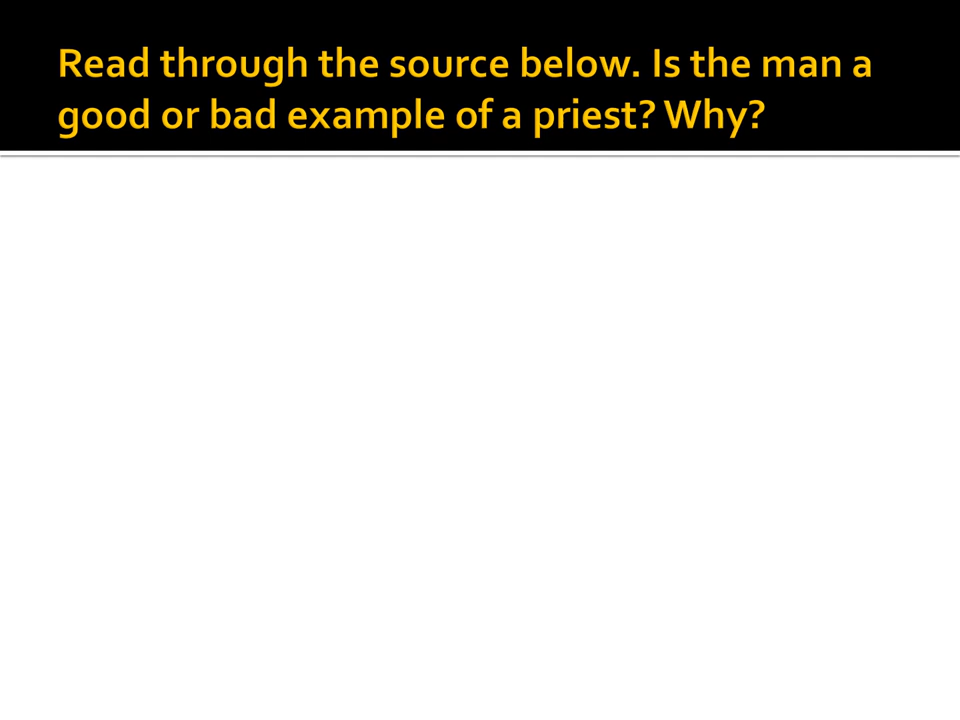 Read through the source below. Is the man a
good or bad example of a priest? Why?